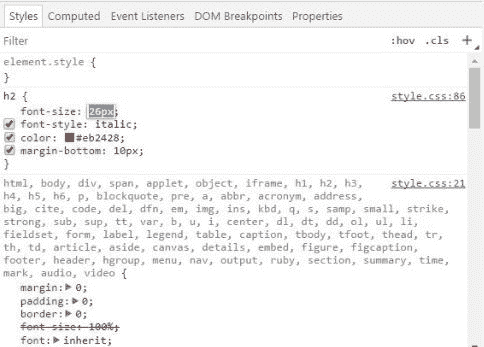 Styles Computed Event Listeners DOM Breakpoints Properties
Filter :hov .cls +
element.style {
}
h2 { style.css:86
font-size: 26px;
font-style: italic;
color: #eb2428;
margin-bottom: 10px;
}
html, body, div, span, applet, object, iframe, h1, h2, h3, style.css:21
h4, h5, h6, p, blockquote, pre, a, abbr, acronym, address,
big, cite, code, del, dfn, em, img, ins, kbd, q, s, samp, small, strike,
strong, sub, sup, tt, var, b, u, i, center, dl, dt, dd, ol, ul, li,
fieldset, form, label, legend, table, caption, tbody, tfoot, thead, tr,
th, td, article, aside, canvas, details, embed, figure, figcaption,
footer, header, hgroup, menu, nav, output, ruby, section, summary, time,
mark, audio, video {
margin: 0;
padding: 0;
border: 0;
font-size: 100%;
font: inherit;